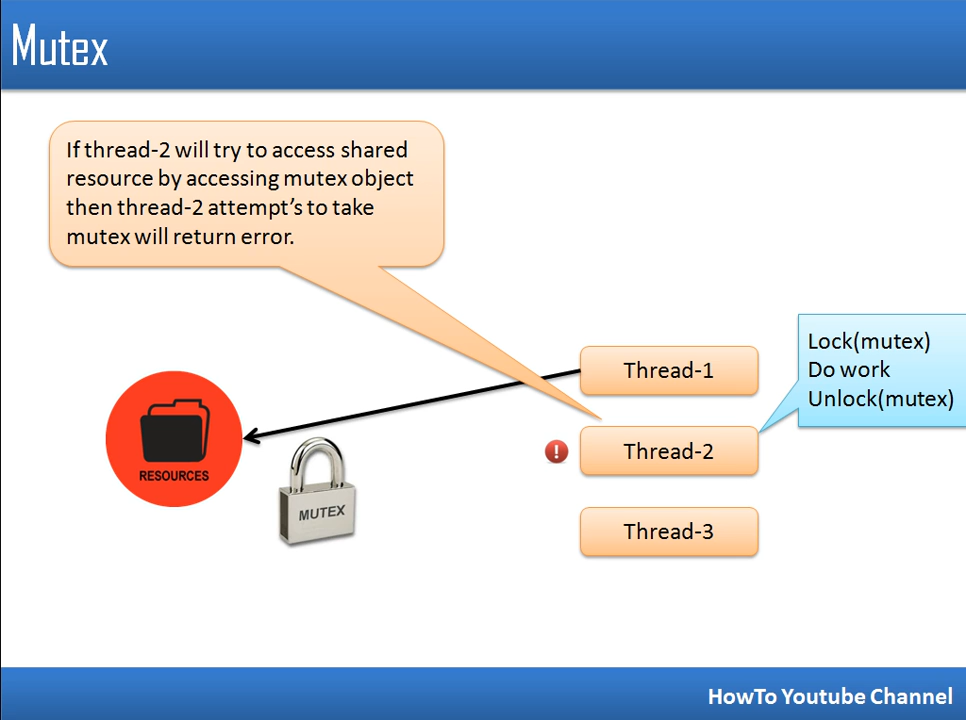 Mutex
If thread-2 will try to access shared
resource by accessing mutex object
then thread-2 attempt's to take
mutex will return error.
Thread-1
Lock(mutex)
Do work
Unlock(mutex)
RESOURCES
MUTEX
!
Thread-2
Thread-3
HowTo Youtube Channel